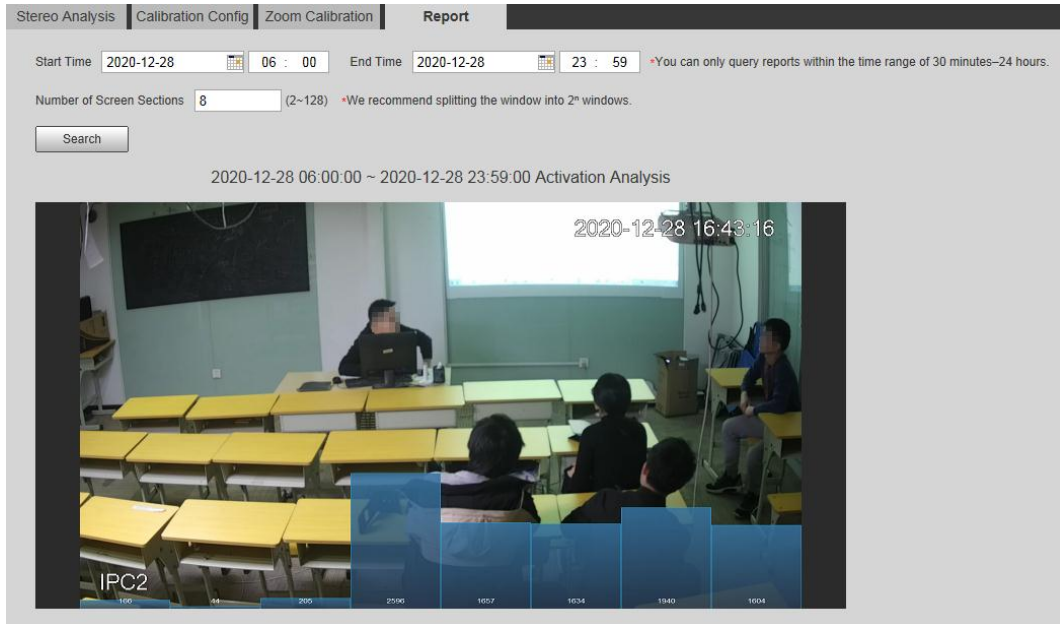 Stereo Analysis Calibration Config Zoom Calibration Report
Start Time 2020-12-28 06 : 00 End Time 2020-12-28 23 : 59 *You can only query reports within the time range of 30 minutes–24 hours.
Number of Screen Sections 8 (2~128) *We recommend splitting the window into 2ⁿ windows.
Search
2020-12-28 06:00:00 ~ 2020-12-28 23:59:00 Activation Analysis
2020-12-28 16:43:16
IPC2
166 44 205 2596 1657 1634 1940 1604